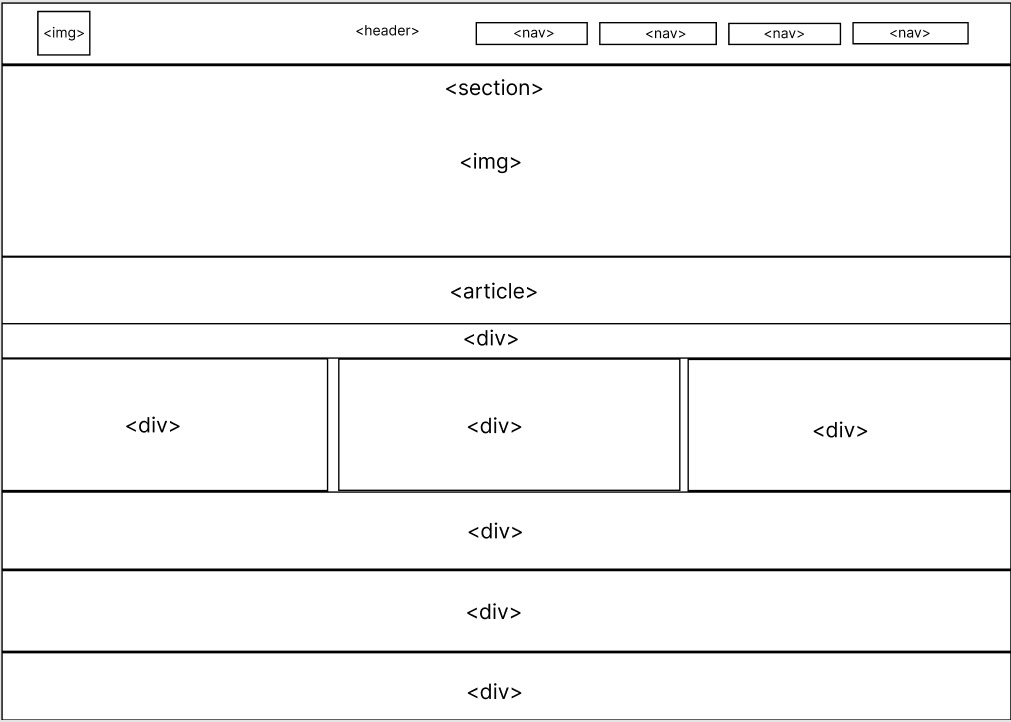 <img>
<header>
<nav>
<nav>
<nav>
<nav>
<section>
<img>
<article>
<div>
<div>
<div>
<div>
<div>
<div>
<div>